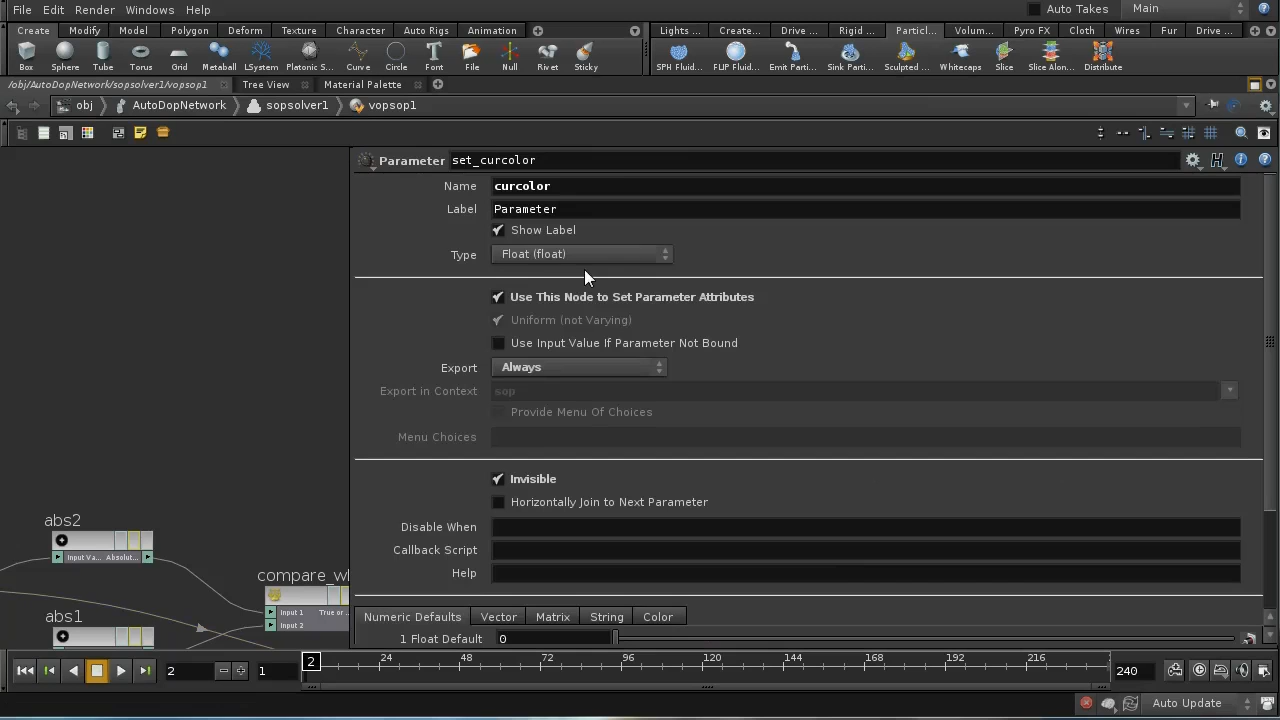 File Edit Render Windows Help Auto Takes Main
Create Modify Model Polygon Deform Texture Character Auto Rigs Animation Lights ... Create... Drive ... Rigid ... Particl... Volum... Pyro FX Cloth Wires Fur Drive ...
Box Sphere Tube Torus Grid Metaball LSystem Platonic S... Curve Circle Font File Null Rivet Sticky SPH Fluid... FLIP Fluid... Emit Parti... Sink Parti... Sculpted ... Whitecaps Slice Slice Alon... Distribute
/obj/AutoDopNetwork/sopsolver1/vopsop1 Tree View Material Palette
obj AutoDopNetwork sopsolver1 vopsop1
Parameter set_curcolor
Name curcolor
Label Parameter
Show Label
Type Float (float)
Use This Node to Set Parameter Attributes
Uniform (not Varying)
Use Input Value If Parameter Not Bound
Export Always
Export in Context sop
Provide Menu Of Choices
Menu Choices
Invisible
Horizontally Join to Next Parameter
Disable When
Callback Script
Help
abs2
Input Va... Absolut...
compare_w
Input 1 True or ...
Input 2
abs1
Numeric Defaults Vector Matrix String Color
1 Float Default 0
2 1 2 24 48 72 96 120 144 168 192 216 240
Auto Update